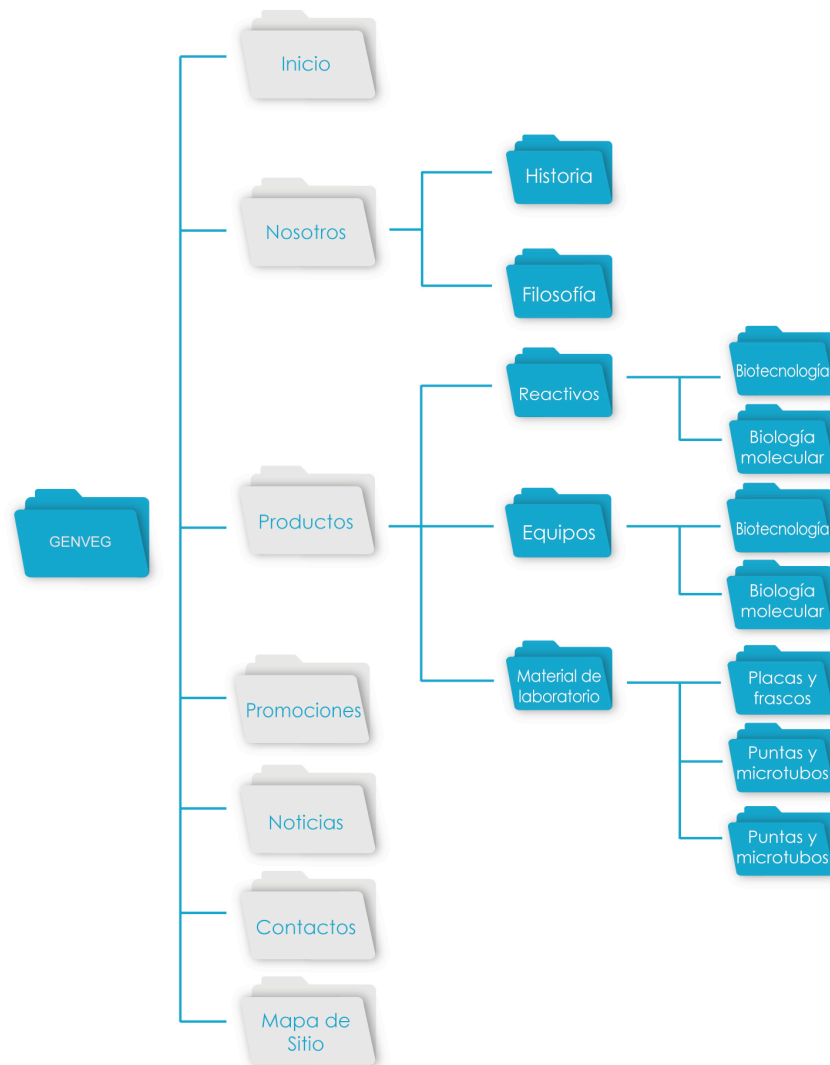 Inicio
Nosotros
Historia
Filosofía
Productos
Reactivos
Biotecnología
Biología
molecular
Equipos
Biotecnología
Biología
molecular
Material de
laboratorio
Placas y
frascos
Puntas y
microtubos
Puntas y
microtubos
GENVEG
Promociones
Noticias
Contactos
Mapa de
Sitio